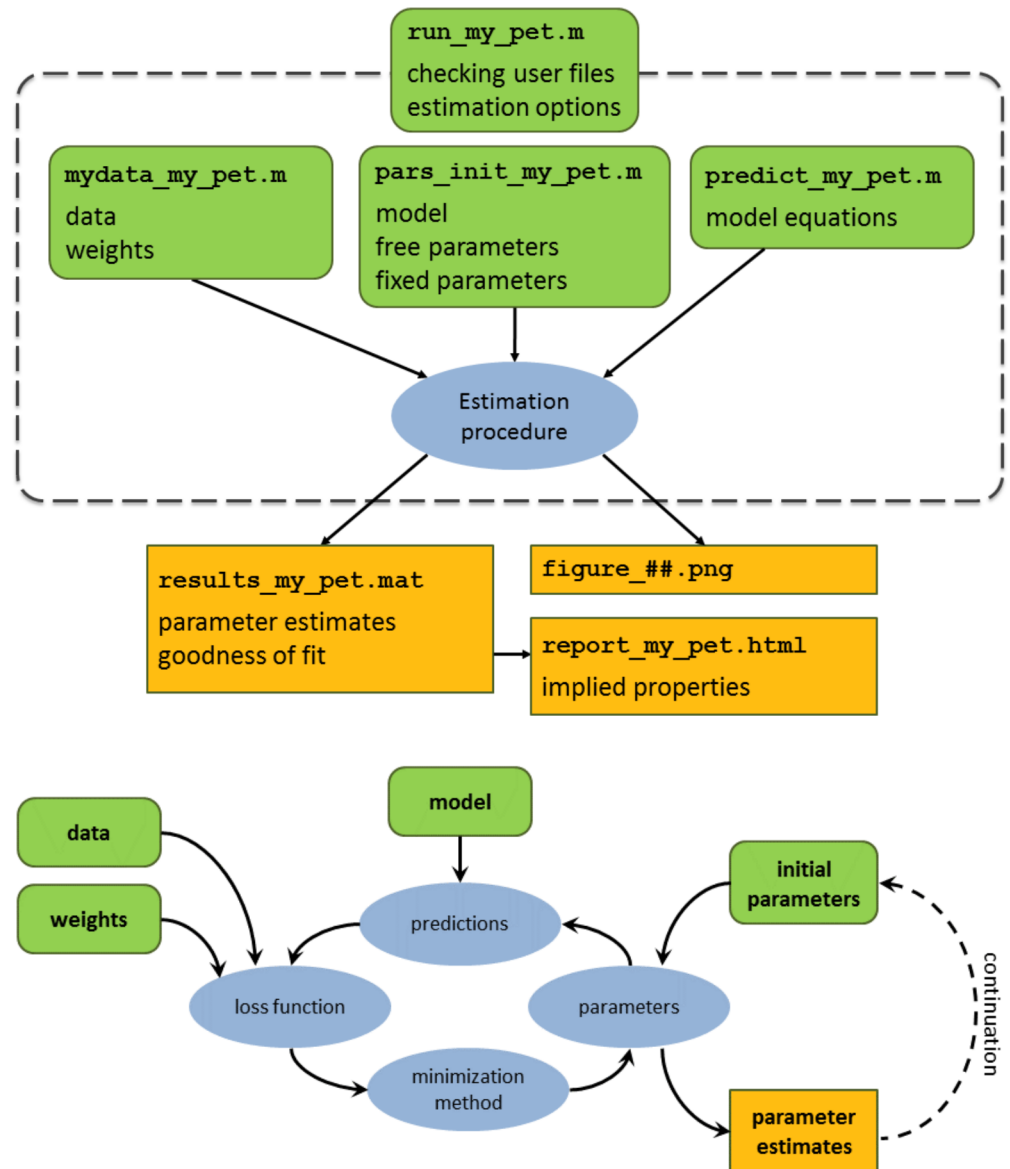 run_my_pet.m
checking user files
estimation options
mydata_my_pet.m
data
weights
pars_init_my_pet.m
model
free parameters
fixed parameters
predict_my_pet.m
model equations
Estimation
procedure
results_my_pet.mat
parameter estimates
goodness of fit
figure_##.png
report_my_pet.html
implied properties
data
weights
model
initial
parameters
predictions
loss function
parameters
minimization
method
continuation
parameter
estimates